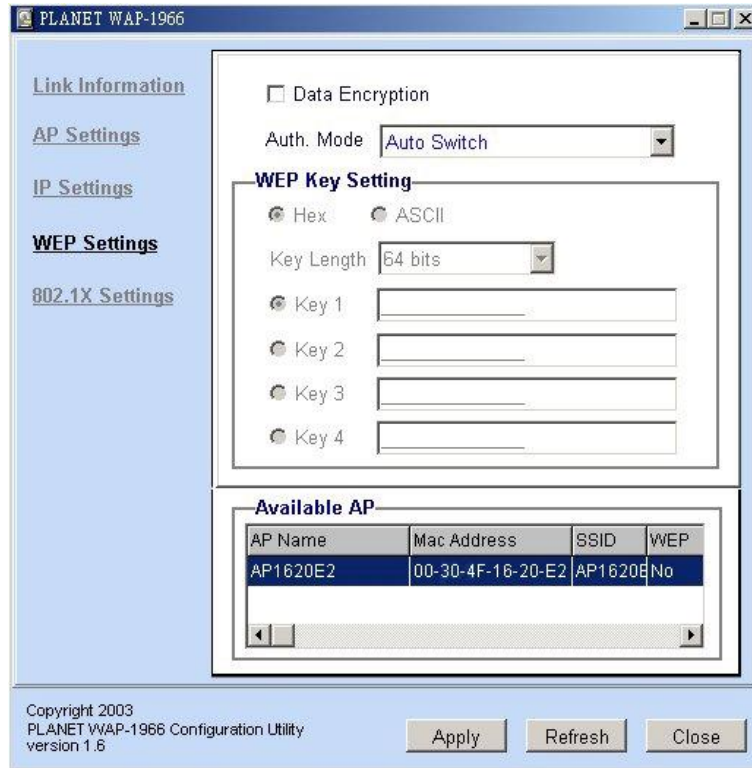 PLANET WAP-1966
Link Information
AP Settings
IP Settings
WEP Settings
802.1X Settings
Data Encryption
Auth. Mode Auto Switch
WEP Key Setting
Hex ASCII
Key Length 64 bits
Key 1
Key 2
Key 3
Key 4
Available AP
AP Name Mac Address SSID WEP
AP1620E2 00-30-4F-16-20-E2 AP1620E No
Copyright 2003
PLANET WAP-1966 Configuration Utility
version 1.6
Apply Refresh Close